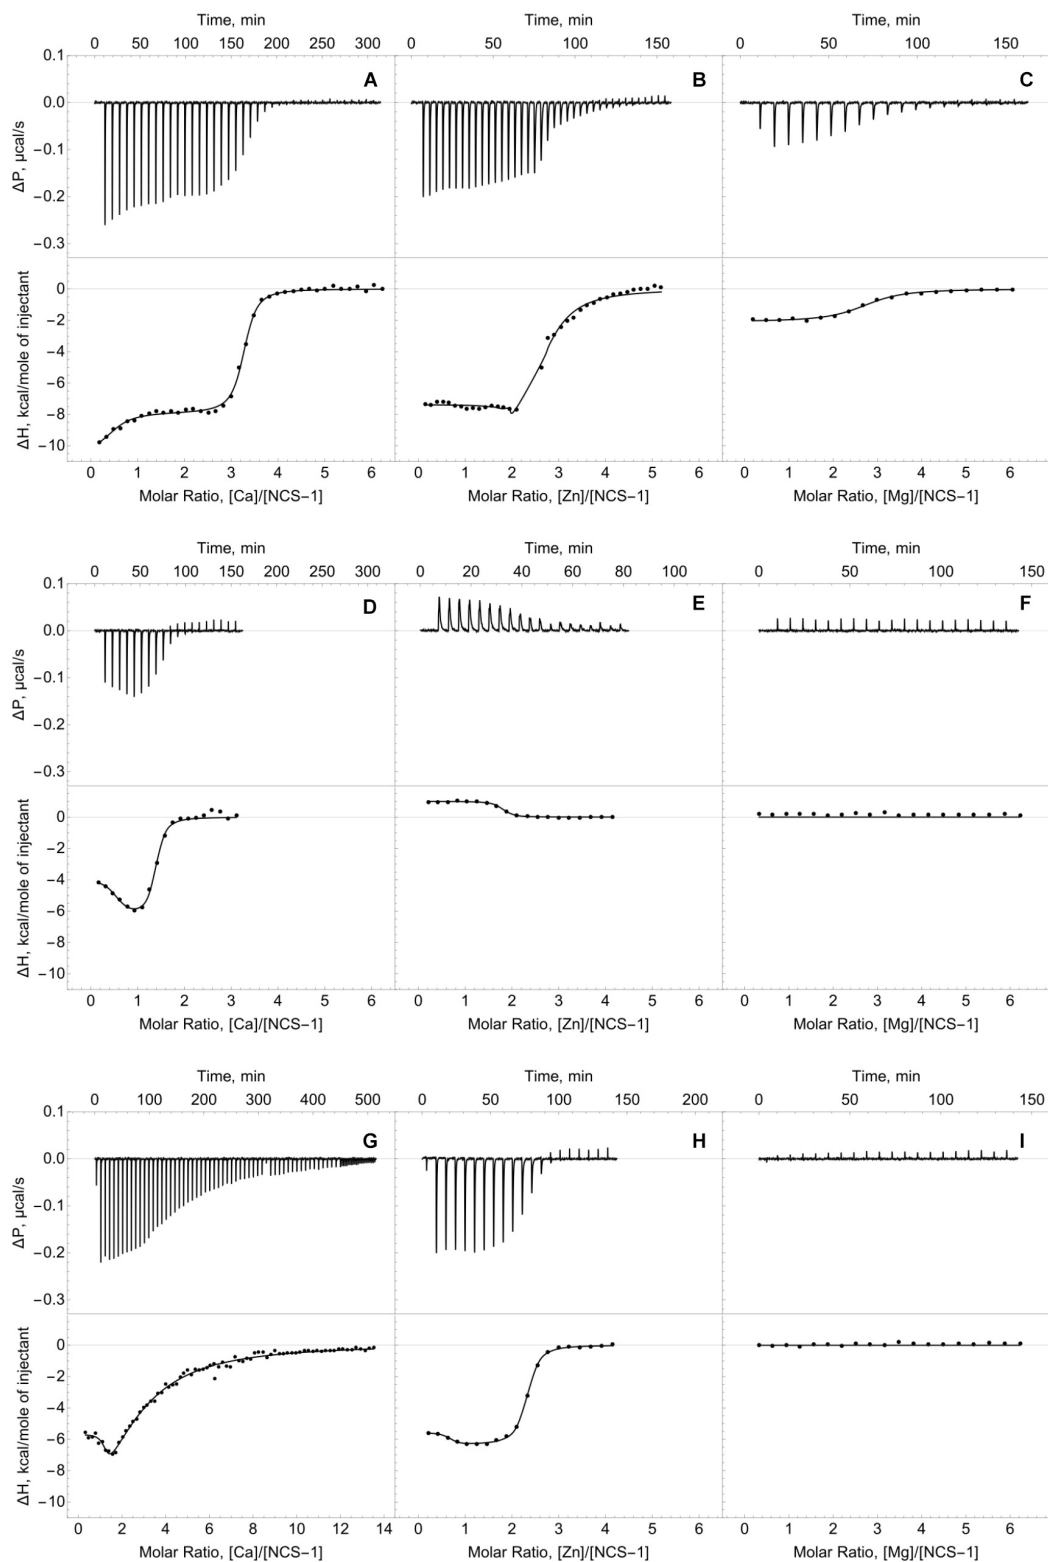 Time, min Time, min Time, min
0 50 100 150 200 250 300 0 50 100 150 0 50 100 150
0.1
A B C
0.0
−0.1
ΔP, μcal/s
−0.2
−0.3
0
−2
−4
ΔH, kcal/mole of injectant
−6
−8
−10
0 1 2 3 4 5 6 0 1 2 3 4 5 6 0 1 2 3 4 5 6
Molar Ratio, [Ca]/[NCS−1] Molar Ratio, [Zn]/[NCS−1] Molar Ratio, [Mg]/[NCS−1]
Time, min Time, min Time, min
0 50 100 150 200 250 300 0 20 40 60 80 100 0 50 100 150
0.1
D E F
0.0
−0.1
ΔP, μcal/s
−0.2
−0.3
0
−2
−4
ΔH, kcal/mole of injectant
−6
−8
−10
0 1 2 3 4 5 6 0 1 2 3 4 5 6 0 1 2 3 4 5 6
Molar Ratio, [Ca]/[NCS−1] Molar Ratio, [Zn]/[NCS−1] Molar Ratio, [Mg]/[NCS−1]
Time, min Time, min Time, min
0 100 200 300 400 500 0 50 100 150 200 0 50 100 150
0.1
G H I
0.0
−0.1
ΔP, μcal/s
−0.2
−0.3
0
−2
−4
ΔH, kcal/mole of injectant
−6
−8
−10
0 2 4 6 8 10 12 14 0 1 2 3 4 5 6 0 1 2 3 4 5 6
Molar Ratio, [Ca]/[NCS−1] Molar Ratio, [Zn]/[NCS−1] Molar Ratio, [Mg]/[NCS−1]